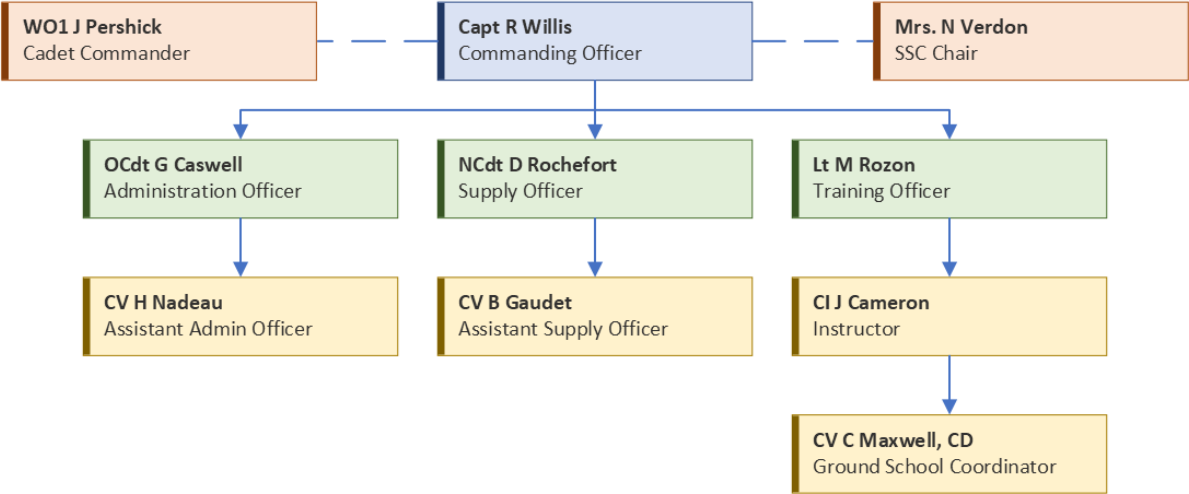 WO1 J Pershick
Cadet Commander
Capt R Willis
Commanding Officer
Mrs. N Verdon
SSC Chair
OCdt G Caswell
Administration Officer
NCdt D Rochefort
Supply Officer
Lt M Rozon
Training Officer
CV H Nadeau
Assistant Admin Officer
CV B Gaudet
Assistant Supply Officer
CI J Cameron
Instructor
CV C Maxwell, CD
Ground School Coordinator